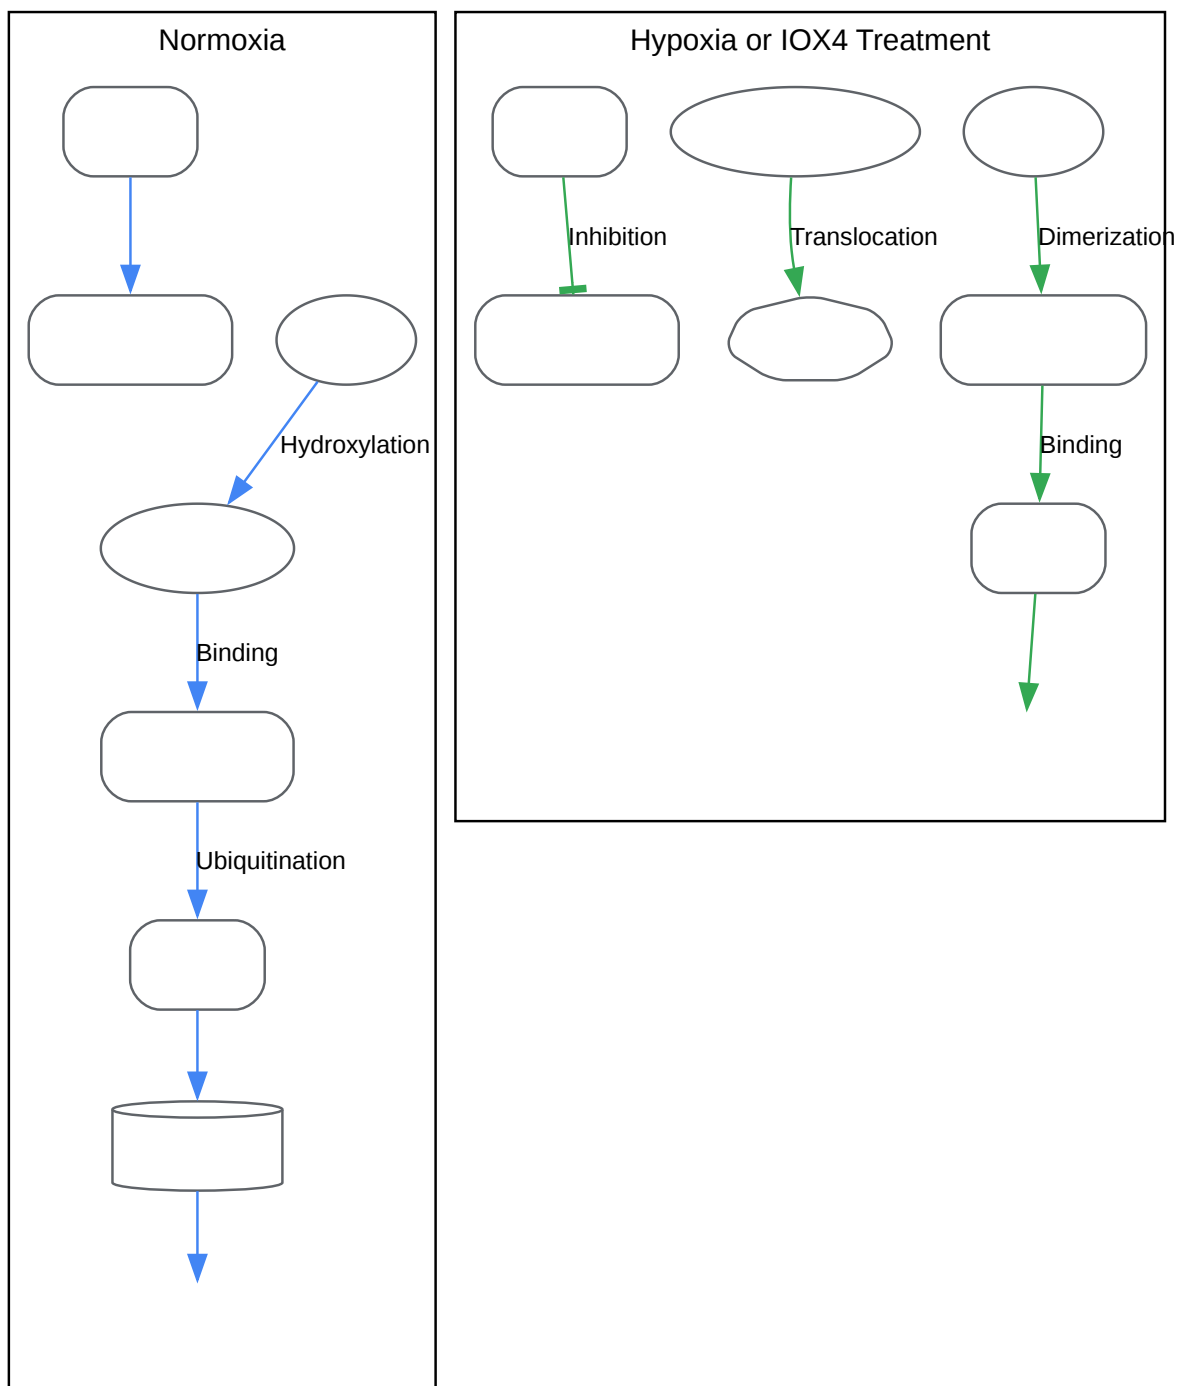 Normoxia
Hydroxylation
Binding
Ubiquitination
Hypoxia or IOX4 Treatment
Inhibition
Translocation
Dimerization
Binding